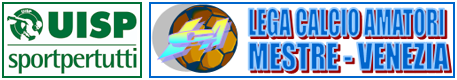 UISP
sportpertutti
LEGA CALCIO AMATORI
MESTRE - VENEZIA